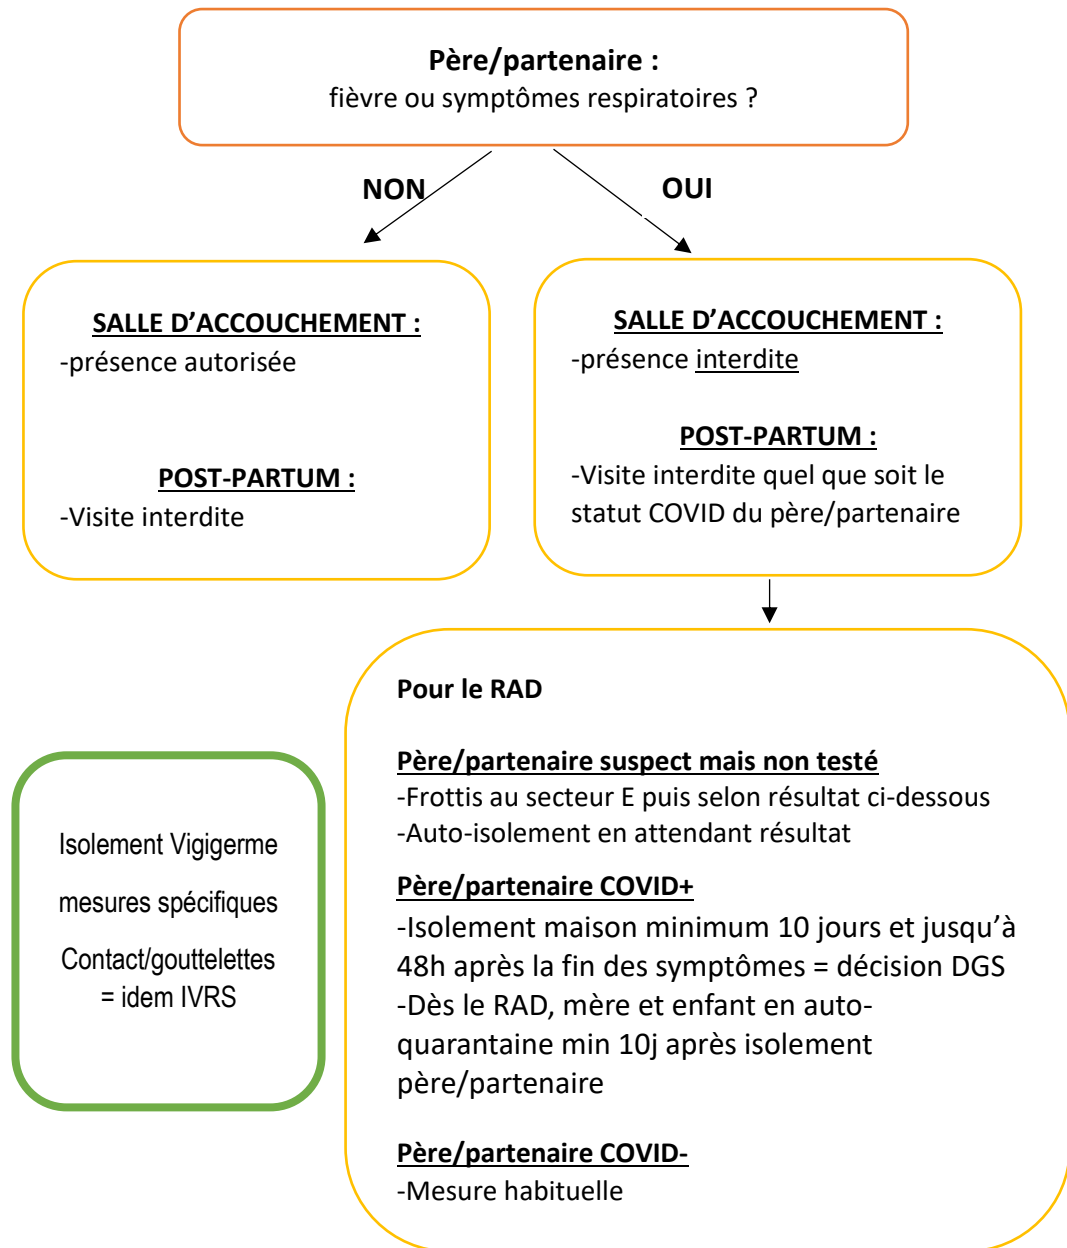 Père/partenaire :
fièvre ou symptômes respiratoires ?
NON
OUI
SALLE D'ACCOUCHEMENT :
-présence autorisée
POST-PARTUM :
-Visite interdite
SALLE D'ACCOUCHEMENT :
-présence interdite
POST-PARTUM :
-Visite interdite quel que soit le
statut COVID du père/partenaire
Isolement Vigigerme
mesures spécifiques
Contact/gouttelettes
= idem IVRS
Pour le RAD
Père/partenaire suspect mais non testé
-Frottis au secteur E puis selon résultat ci-dessous
-Auto-isolement en attendant résultat
Père/partenaire COVID+
-Isolement maison minimum 10 jours et jusqu'à
48h après la fin des symptômes = décision DGS
-Dès le RAD, mère et enfant en auto-
quarantaine min 10j après isolement
père/partenaire
Père/partenaire COVID-
-Mesure habituelle